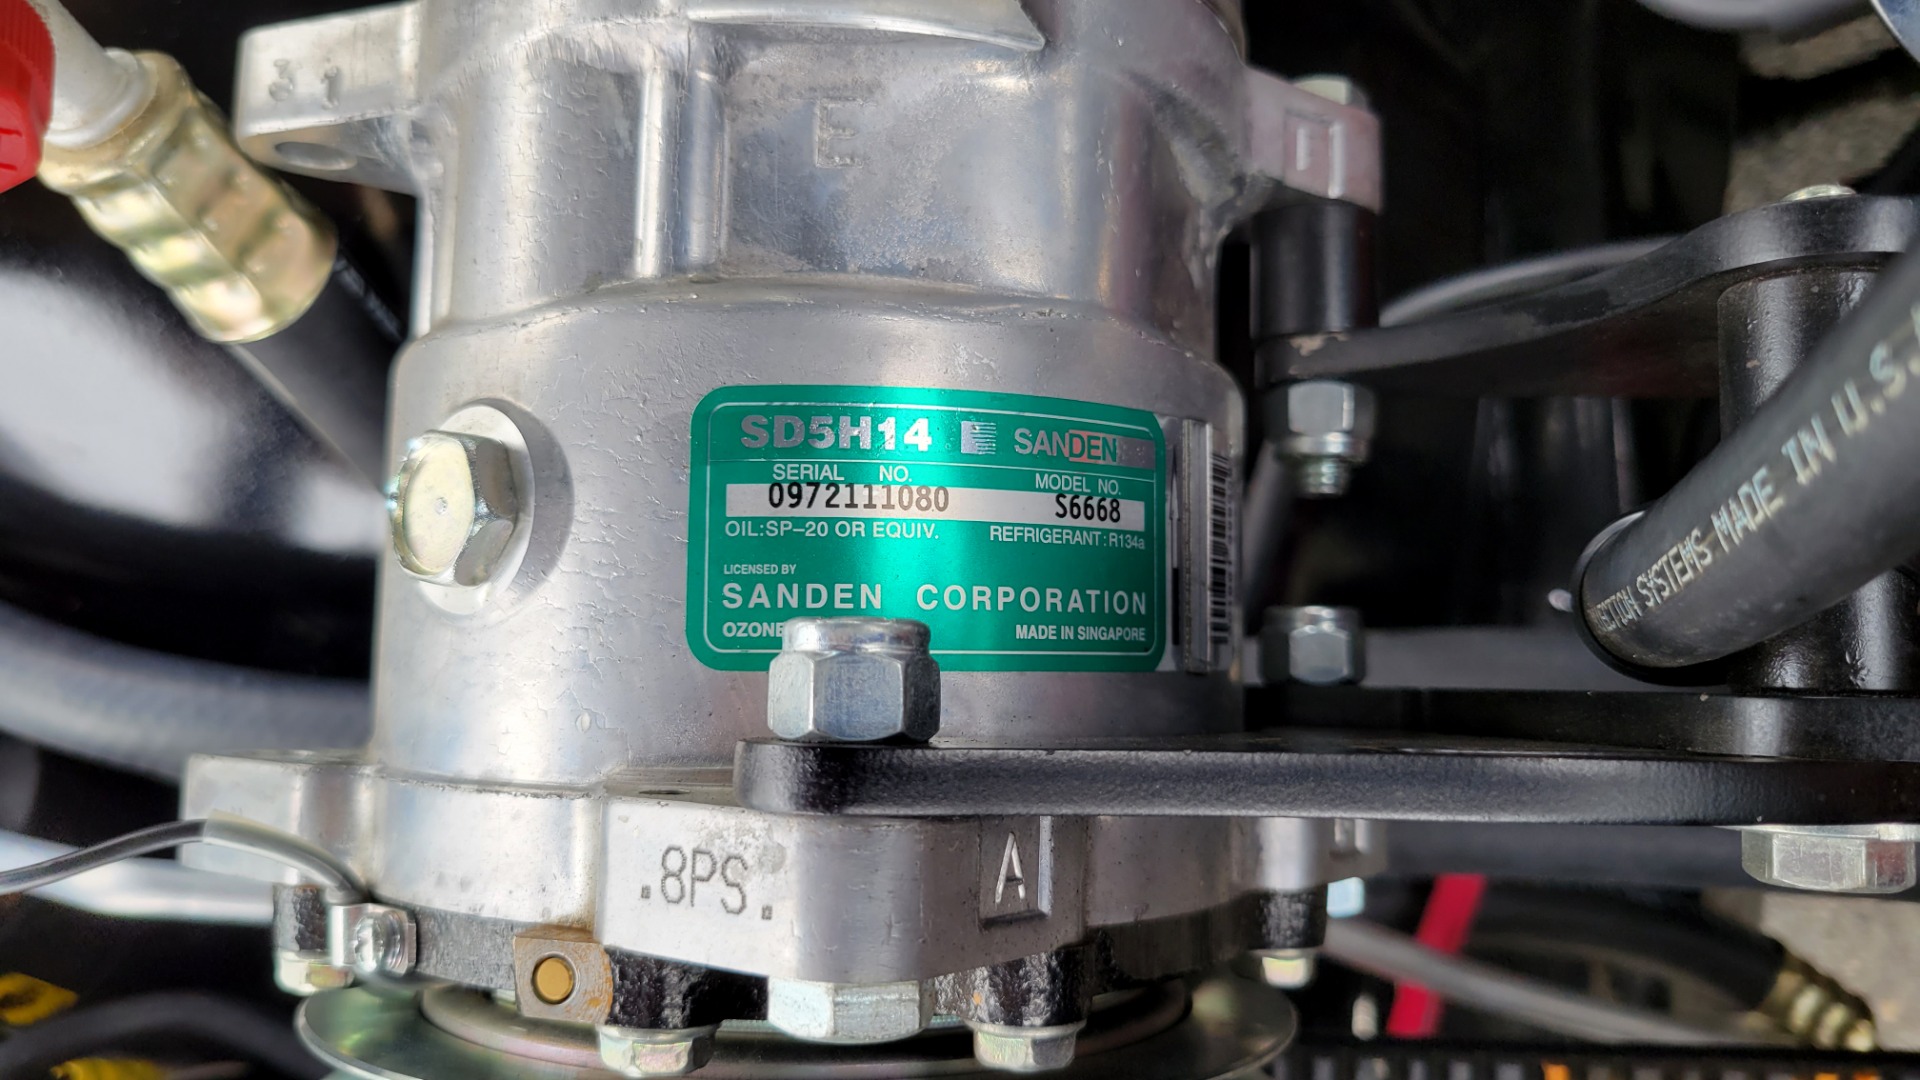 31
E
SD5H14 SANDEN
SERIAL NO. MODEL NO.
0972111080 S6668
OIL:SP-20 OR EQUIV. REFRIGERANT:R134a
LICENSED BY
SANDEN CORPORATION
OZONE MADE IN SINGAPORE
SYSTEMS MADE IN U.S.
.8PS. A